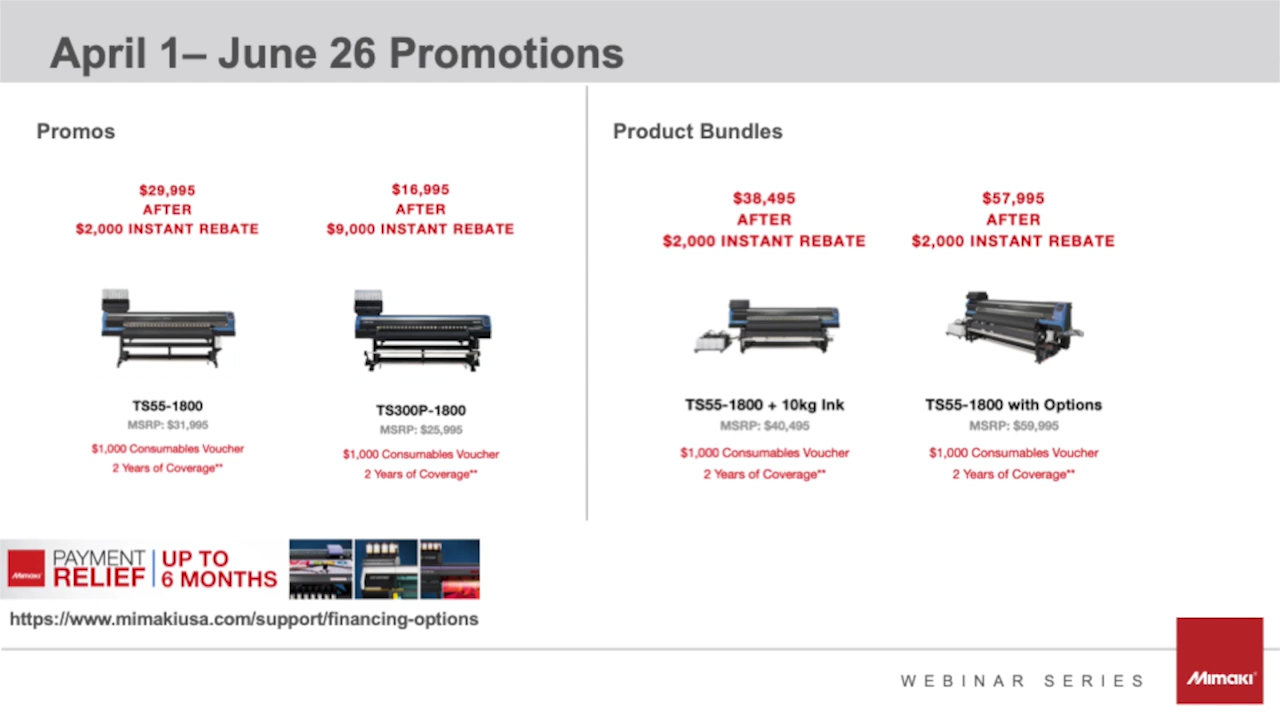 April 1– June 26 Promotions
Promos
$29,995
AFTER
$2,000 INSTANT REBATE
TS55-1800
MSRP: $31,995
$1,000 Consumables Voucher
2 Years of Coverage**
$16,995
AFTER
$9,000 INSTANT REBATE
TS300P-1800
MSRP: $25,995
$1,000 Consumables Voucher
2 Years of Coverage**
Product Bundles
$38,495
AFTER
$2,000 INSTANT REBATE
TS55-1800 + 10kg Ink
MSRP: $40,495
$1,000 Consumables Voucher
2 Years of Coverage**
$57,995
AFTER
$2,000 INSTANT REBATE
TS55-1800 with Options
MSRP: $59,995
$1,000 Consumables Voucher
2 Years of Coverage**
Mimaki
PAYMENT
RELIEF
UP TO
6 MONTHS
https://www.mimakiusa.com/support/financing-options
WEBINAR SERIES
Mimaki